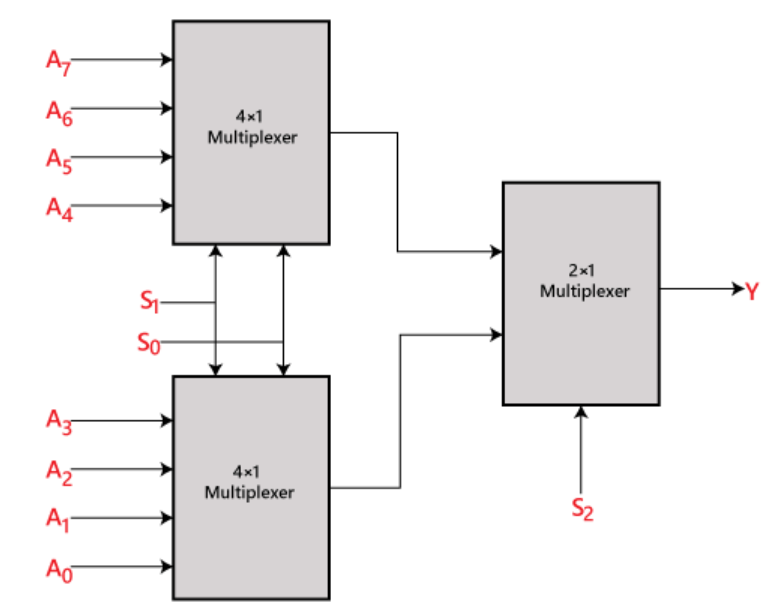 A7
A6
A5
A4
4×1
Multiplexer
S1
S0
A3
A2
A1
A0
4×1
Multiplexer
2×1
Multiplexer
Y
S2